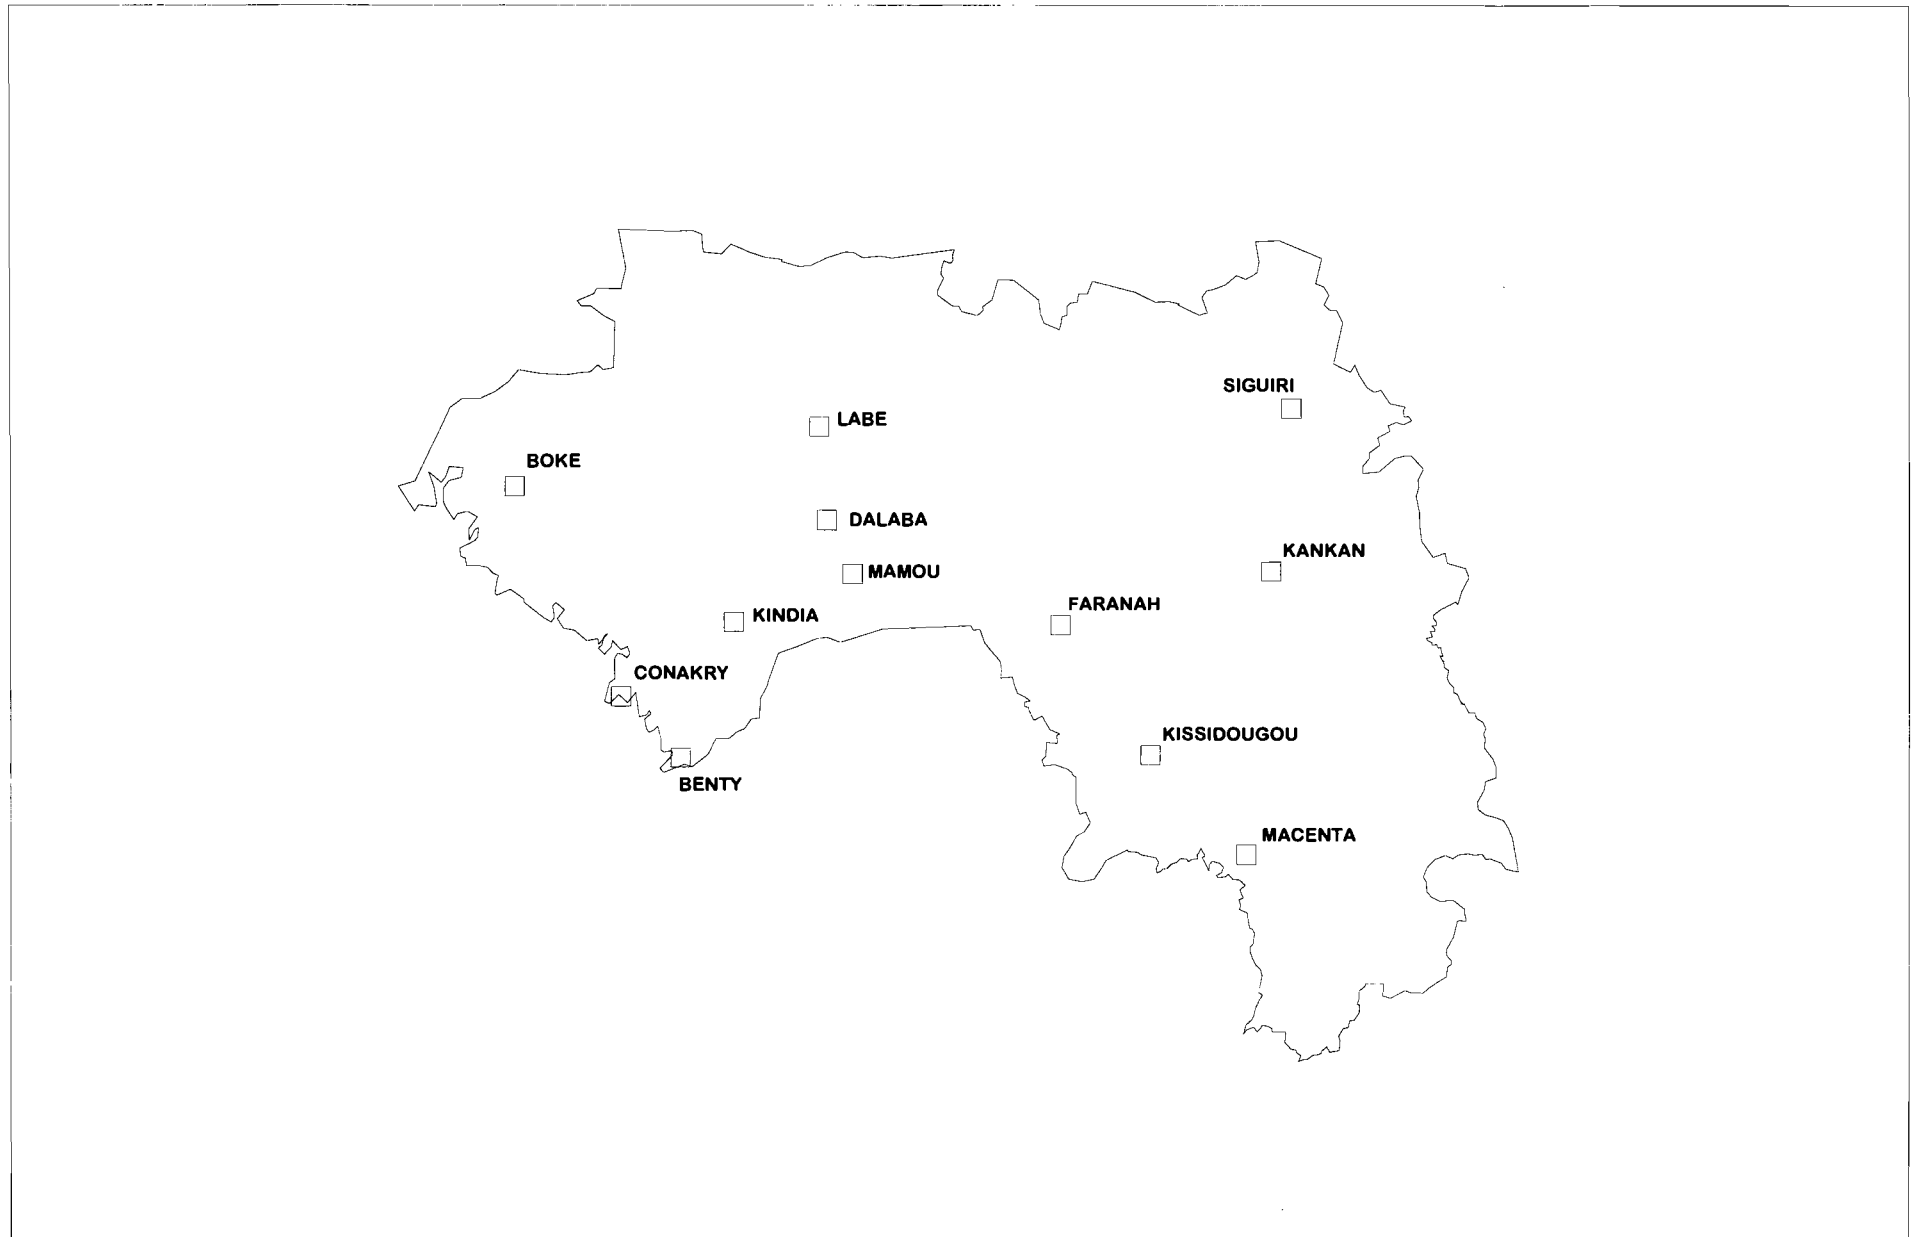 SIGUIRI
LABE
BOKE
DALABA
KANKAN
MAMOU
FARANAH
KINDIA
CONAKRY
KISSIDOUGOU
BENTY
MACENTA